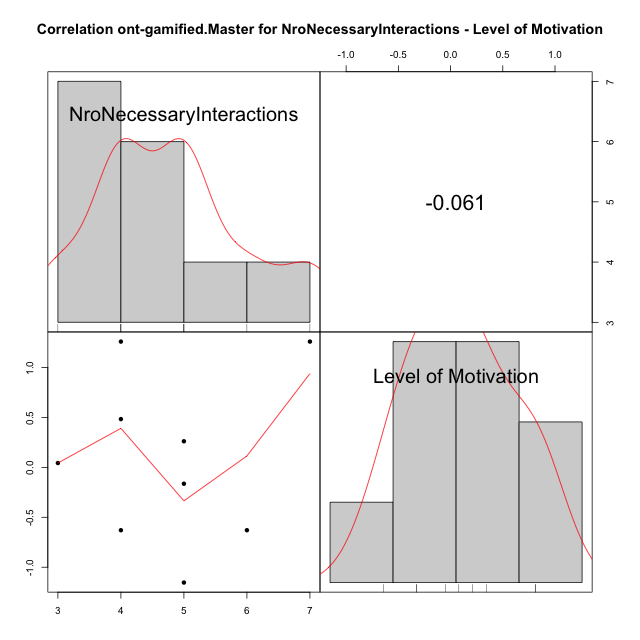 Correlation ont-gamified.Master for NroNecessaryInteractions - Level of Motivation
-1.0 -0.5 0.0 0.5 1.0
NroNecessaryInteractions
-0.061
7
6
5
4
3
Level of Motivation
1.0
0.5
0.0
-0.5
-1.0
3 4 5 6 7